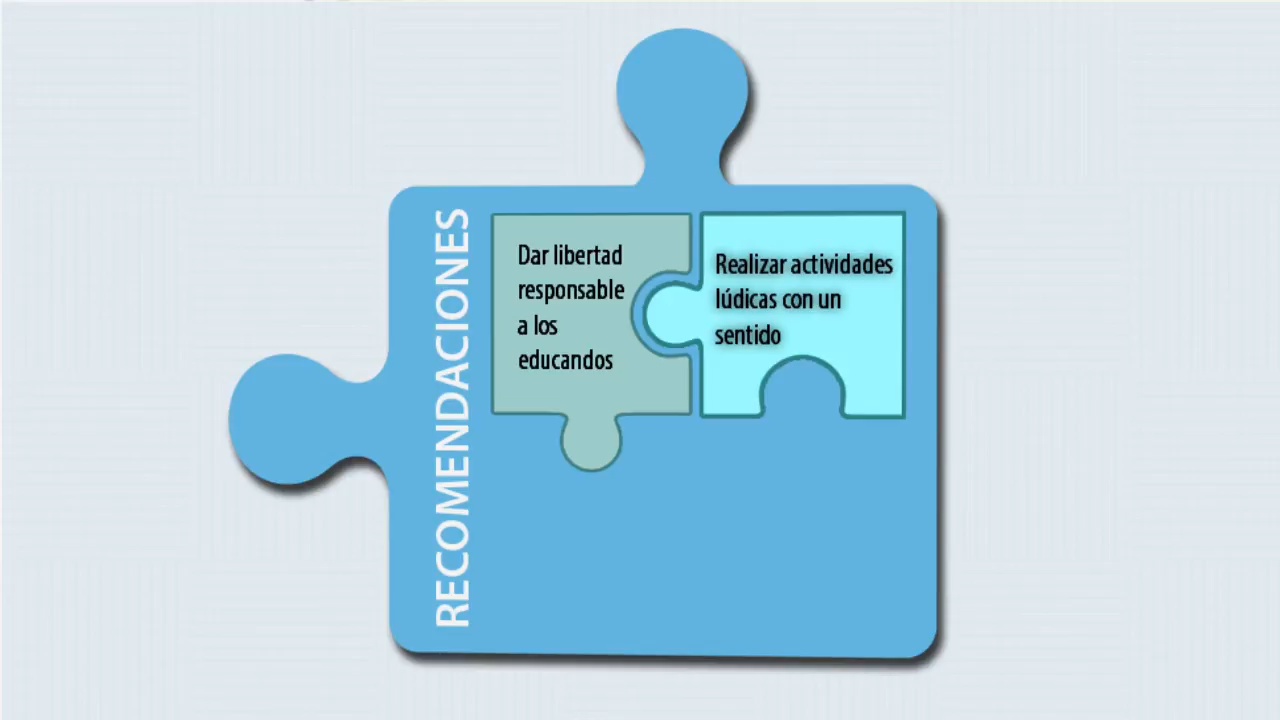 RECOMENDACIONES
Dar libertad
responsable
a los
educandos
Realizar actividades
lúdicas con un
sentido